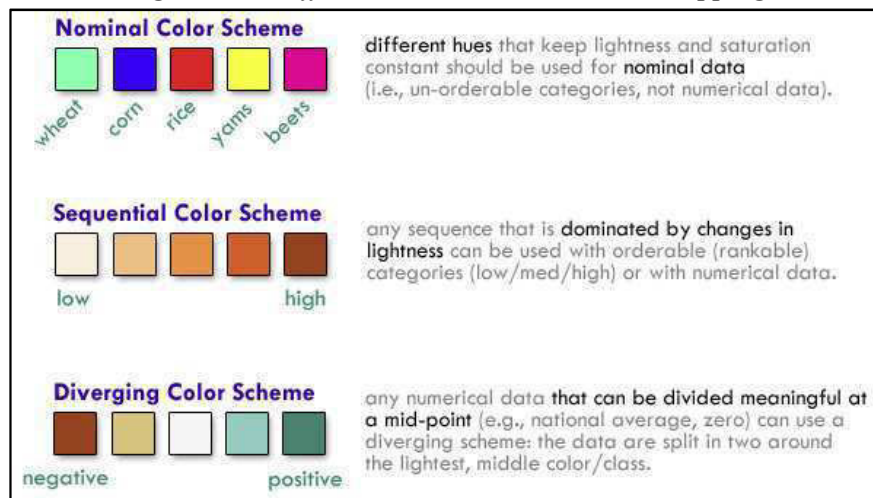 Nominal Color Scheme
wheat corn rice yams beets
different hues that keep lightness and saturation
constant should be used for nominal data
(i.e., un-orderable categories, not numerical data).
Sequential Color Scheme
low high
any sequence that is dominated by changes in
lightness can be used with orderable (rankable)
categories (low/med/high) or with numerical data.
Diverging Color Scheme
negative positive
any numerical data that can be divided meaningful at
a mid-point (e.g., national average, zero) can use a
diverging scheme: the data are split in two around
the lightest, middle color/class.